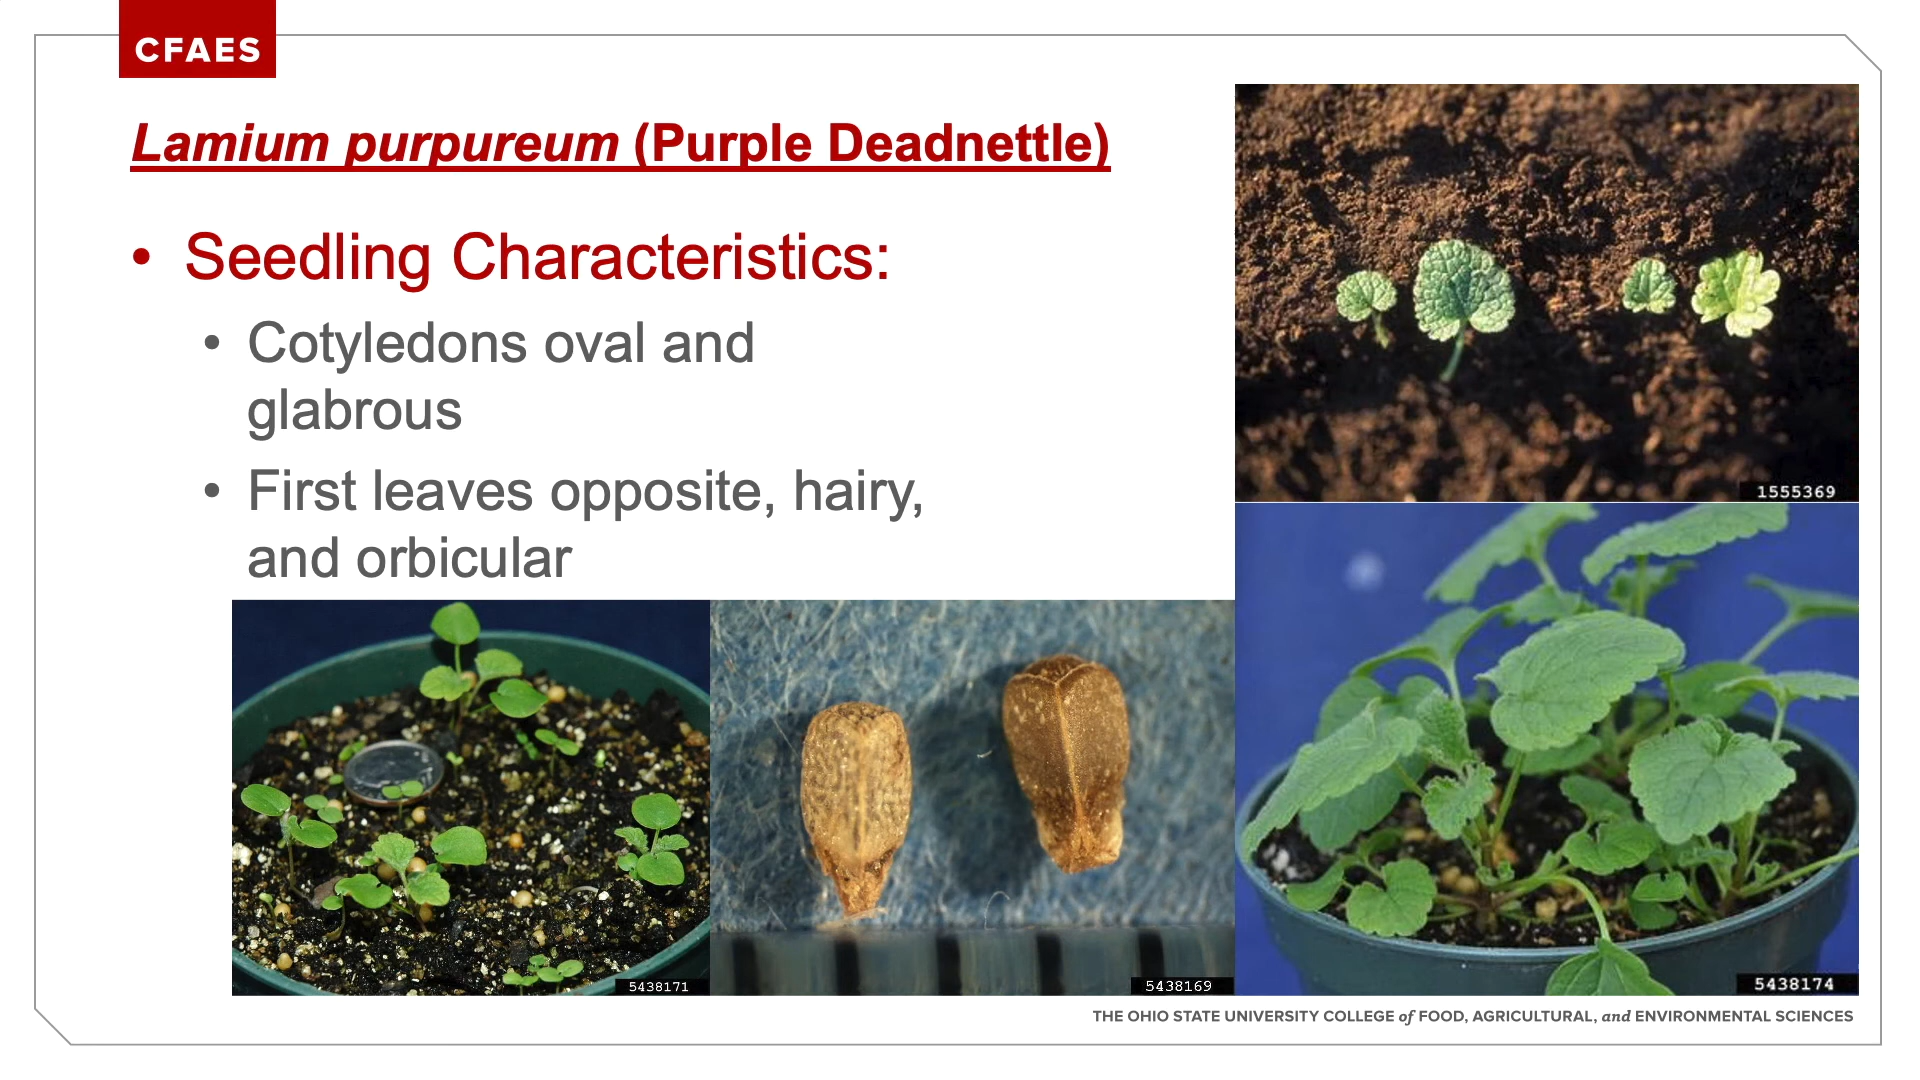 CFAES
Lamium purpureum (Purple Deadnettle)
• Seedling Characteristics:
• Cotyledons oval and
glabrous
• First leaves opposite, hairy,
and orbicular
1555369
5438171
5438169
5438174
THE OHIO STATE UNIVERSITY COLLEGE of FOOD, AGRICULTURAL, and ENVIRONMENTAL SCIENCES